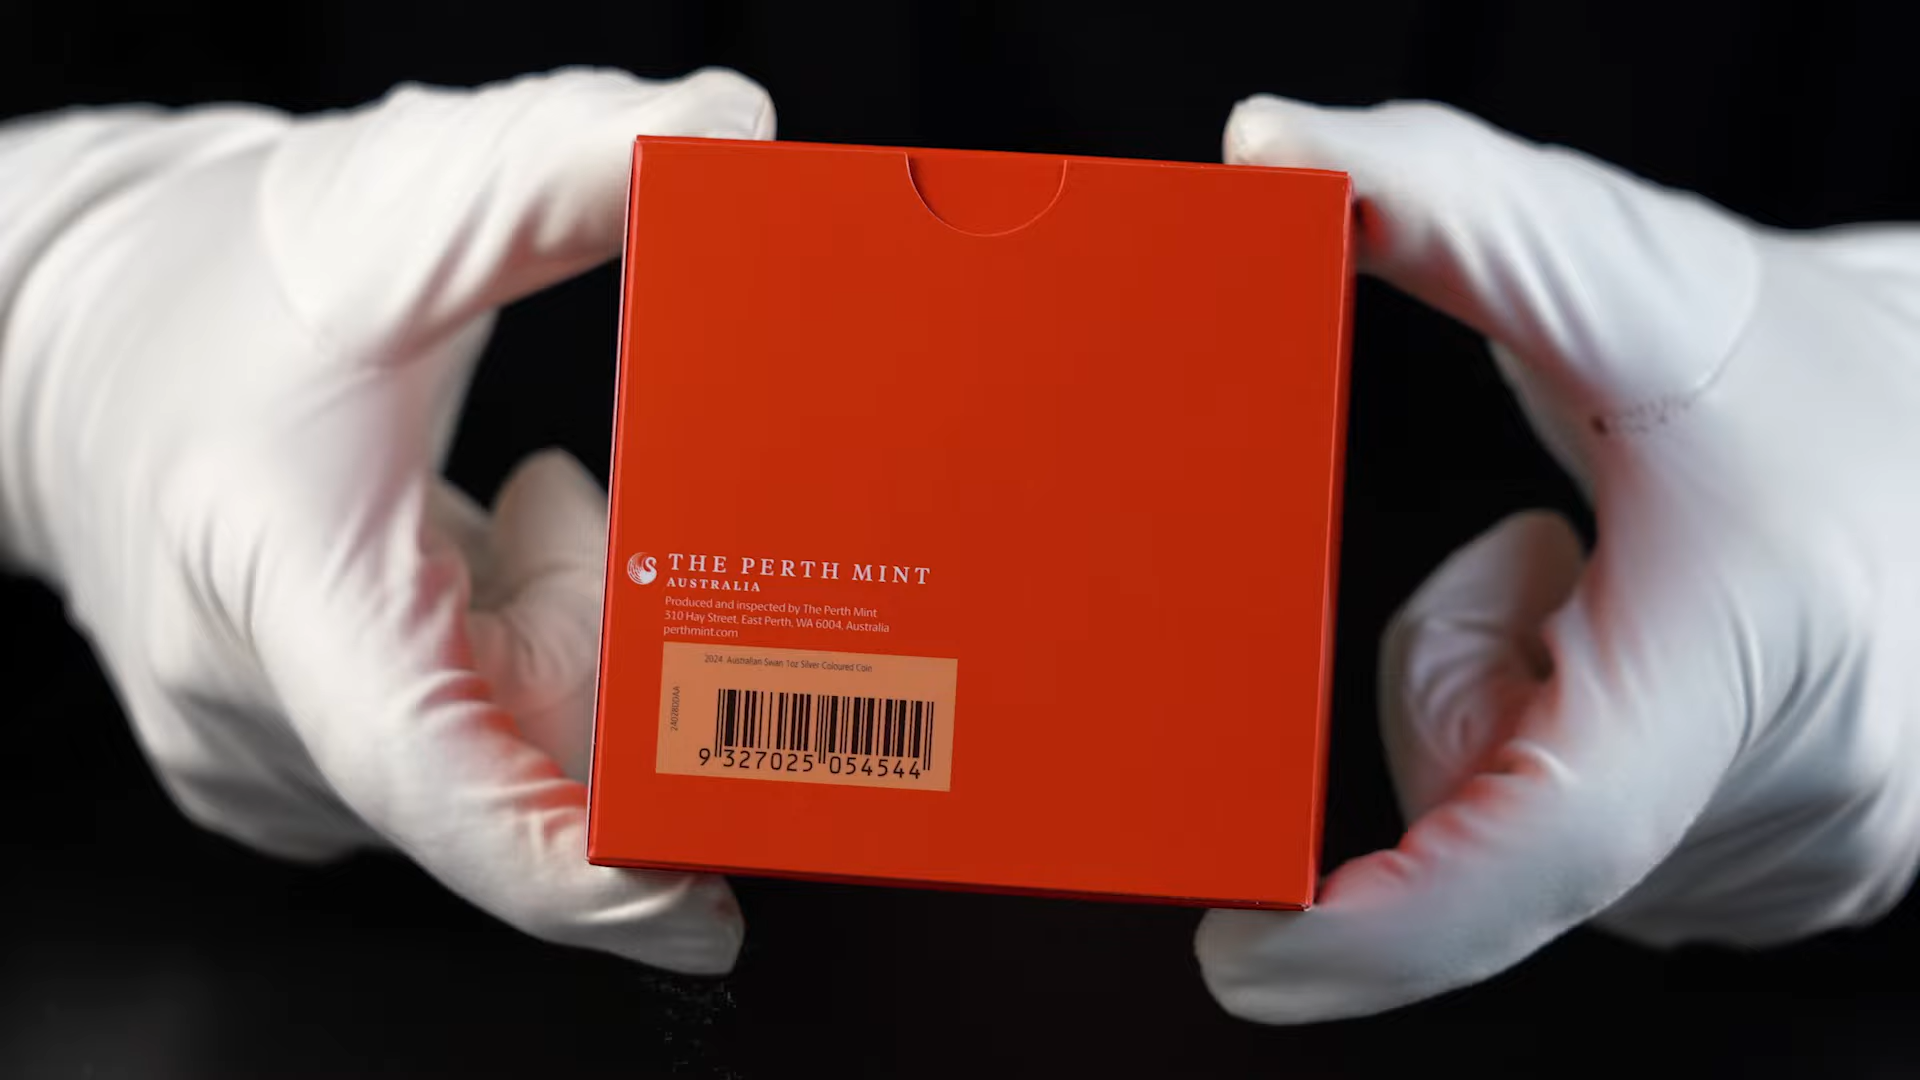 THE PERTH MINT
AUSTRALIA
Produced and inspected by The Perth Mint
310 Hay Street, East Perth, WA 6004, Australia
perthmint.com
2024 Australian Swan 1oz Silver Coloured Coin
9 327025 054544